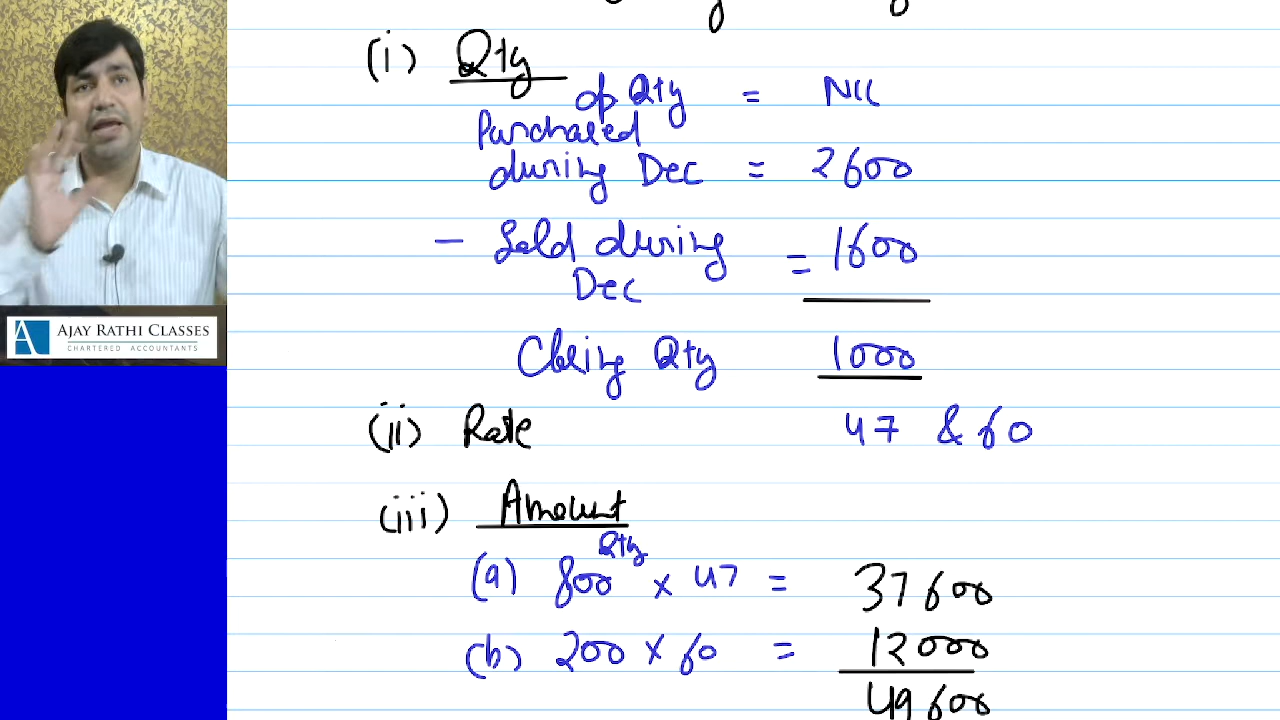 (i) Qty
op Qty = NIL
Purchased
during Dec = 2600
- Sold during = 1600
Dec
Closing Qty 1000
(ii) Rate 47 & 60
(iii) Amount
Qty
(a) 800 x 47 = 37600
(b) 200 x 60 = 12000
49600
A
AJAY RATHI CLASSES
CHARTERED ACCOUNTANTS